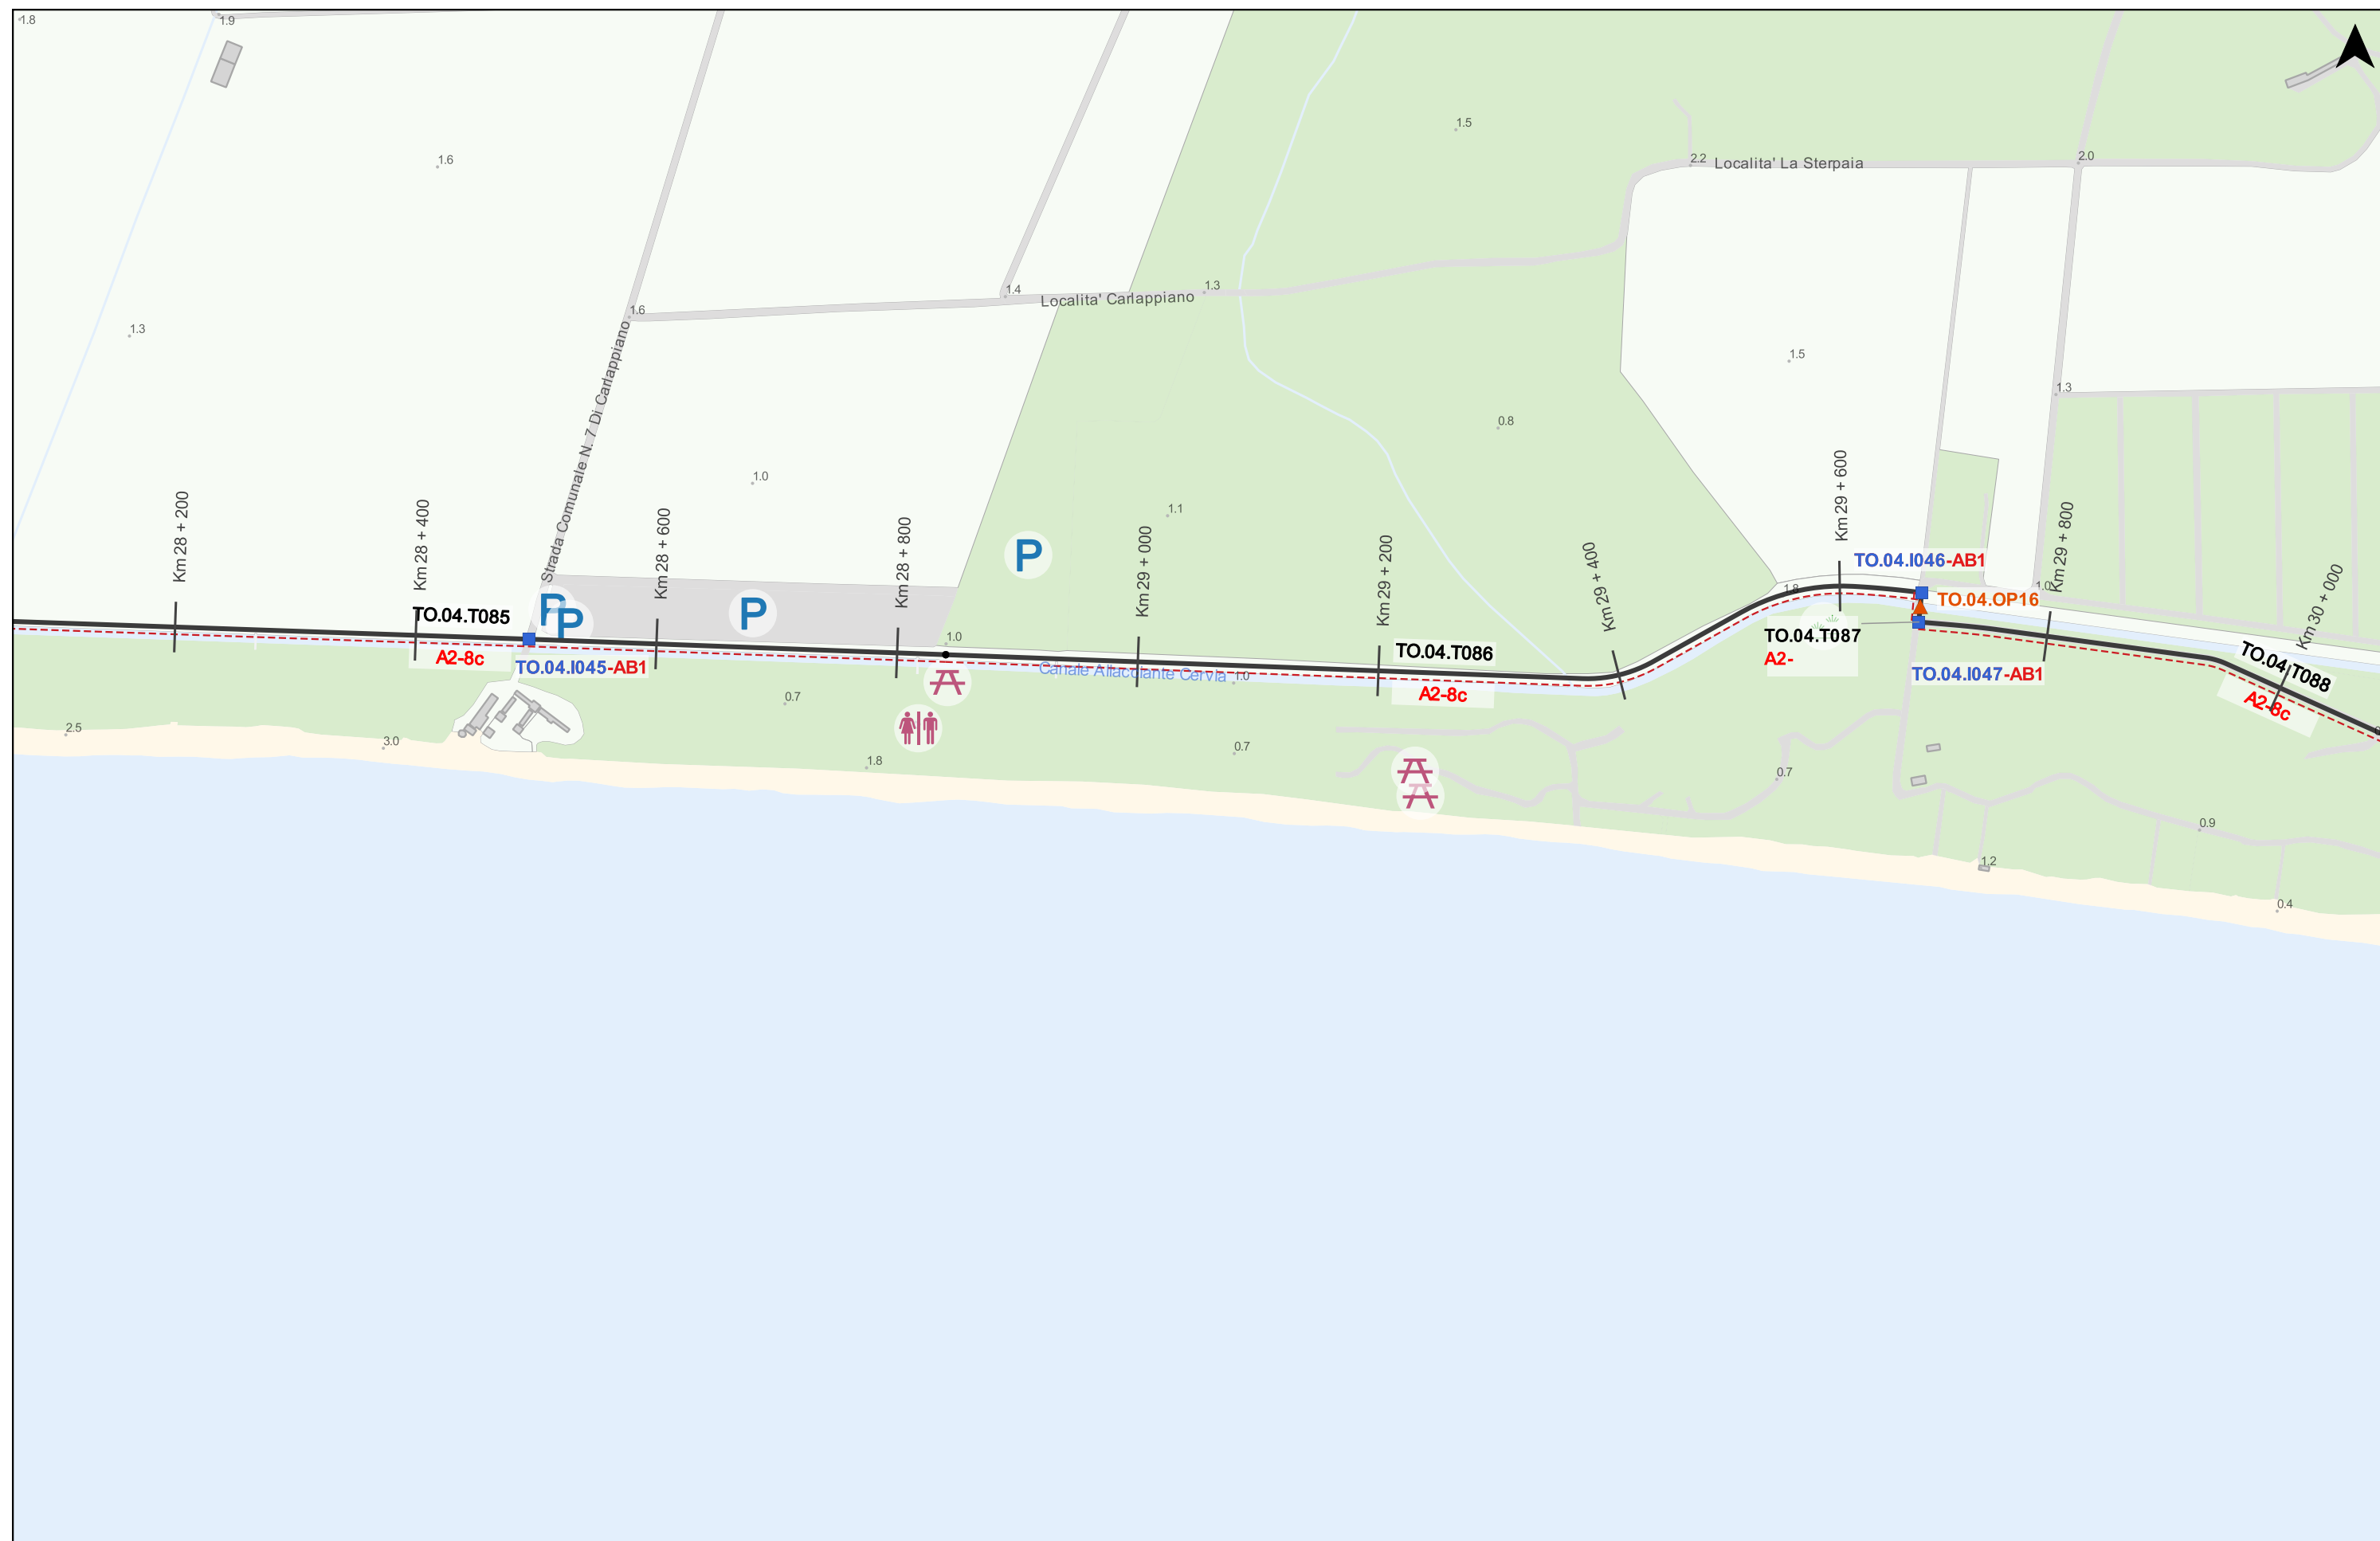 1.8
1.9
1.5
1.6
2.2
Localita' La Sterpaia
2.0
1.3
1.6
1.4
Localita' Carlappiano
1.3
1.5
1.3
0.8
Strada Comunale N. 7 Di Carlappiano
1.0
1.1
Km 28 + 200
Km 28 + 400
Km 28 + 600
Km 28 + 800
Km 29 + 000
Km 29 + 200
Km 29 + 400
Km 29 + 600
Km 29 + 800
Km 30 + 000
P
P
P
P
TO.04.I046-AB1
1.8
1.0
TO.04.OP16
TO.04.T085
A2-8c
TO.04.I045-AB1
1.0
Canale Allacciante Cervia
1.0
TO.04.T086
A2-8c
TO.04.T087
A2-
TO.04.I047-AB1
TO.04.T088
A2-8c
0.7
2.5
3.0
1.8
0.7
0.7
0.9
1.2
0.4